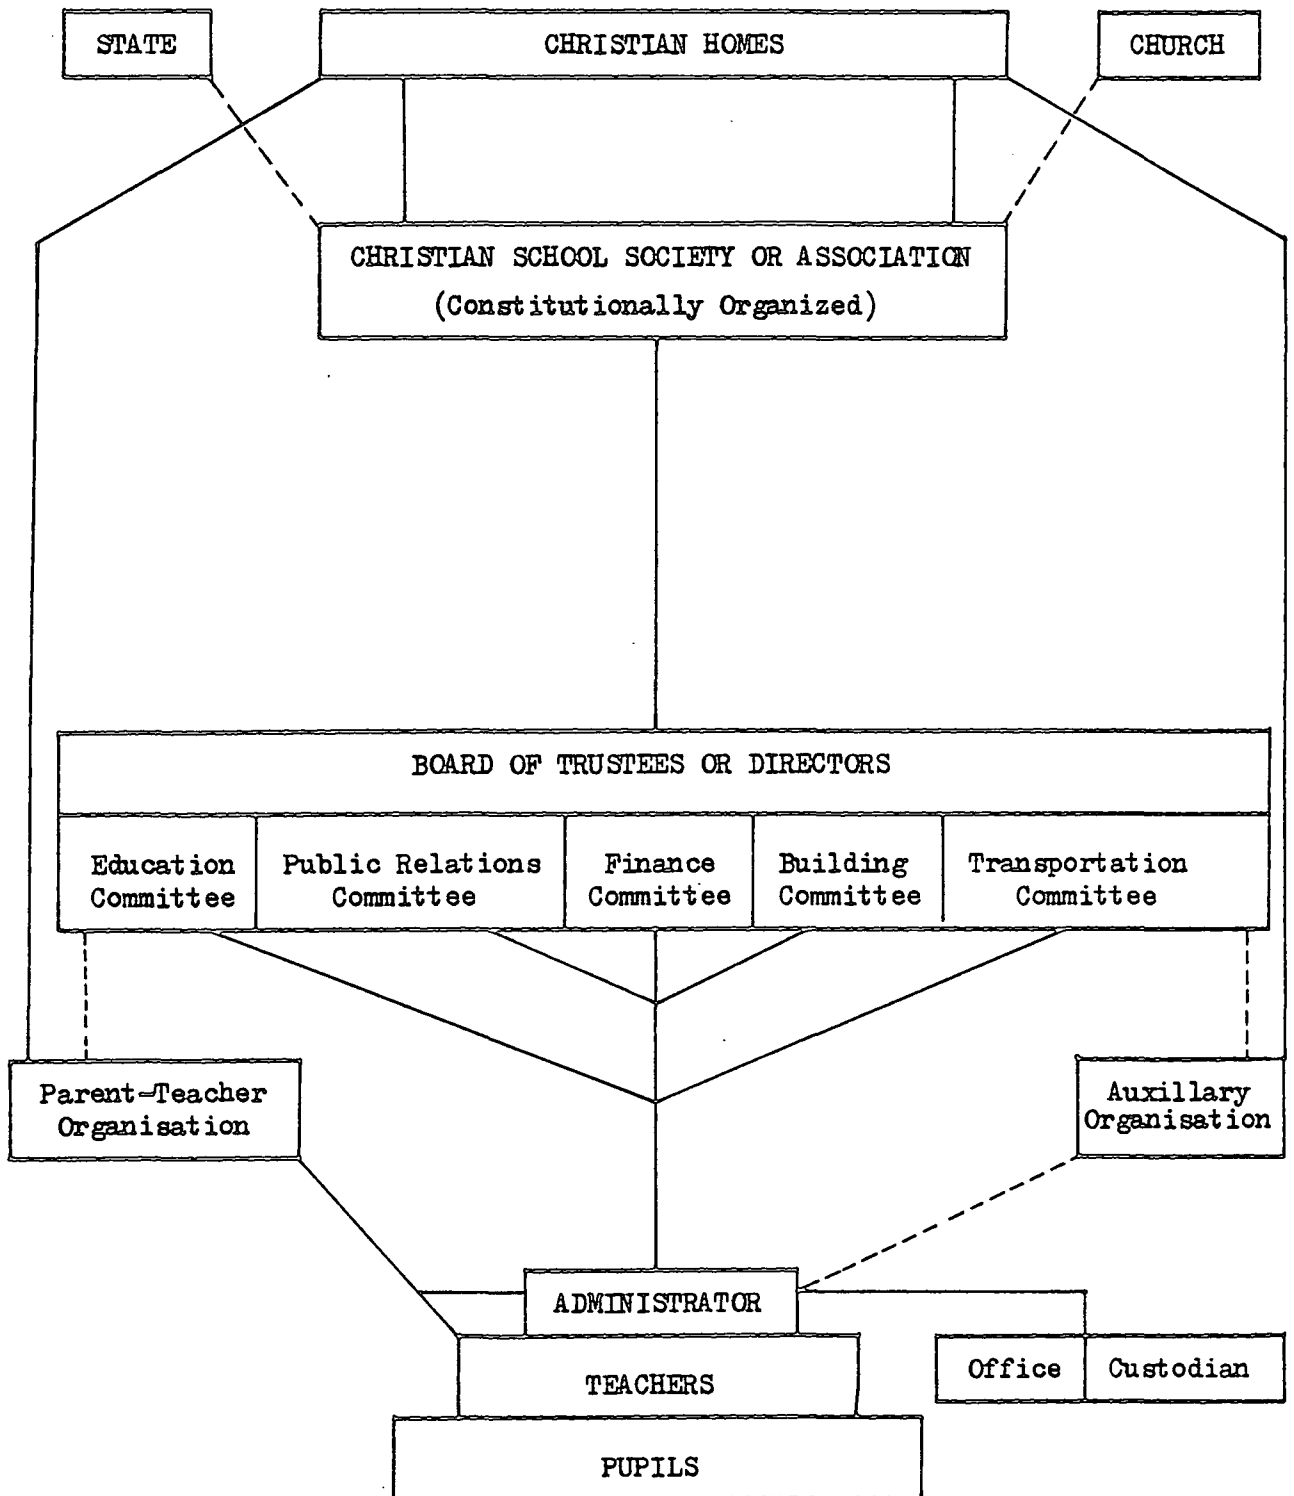 STATE
CHRISTIAN HOMES
CHURCH
CHRISTIAN SCHOOL SOCIETY OR ASSOCIATION
(Constitutionally Organized)
BOARD OF TRUSTEES OR DIRECTORS
Education
Committee
Public Relations
Committee
Finance
Committee
Building
Committee
Transportation
Committee
Parent-Teacher
Organisation
Auxillary
Organisation
ADMINISTRATOR
TEACHERS
Office
Custodian
PUPILS